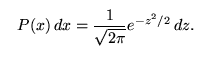 P(x) dx = \frac{1}{\sqrt{2\pi}} e^{-z^2/2} dz.